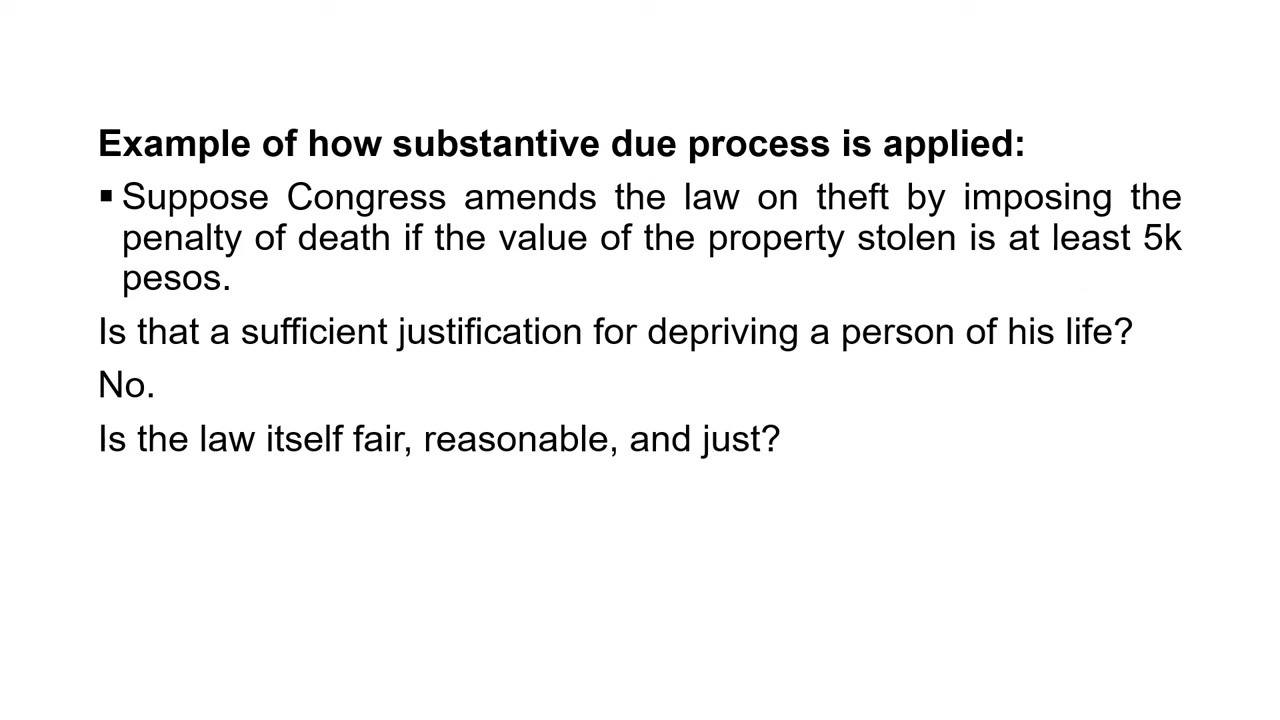 Example of how substantive due process is applied:
▪ Suppose Congress amends the law on theft by imposing the
penalty of death if the value of the property stolen is at least 5k
pesos.
Is that a sufficient justification for depriving a person of his life?
No.
Is the law itself fair, reasonable, and just?